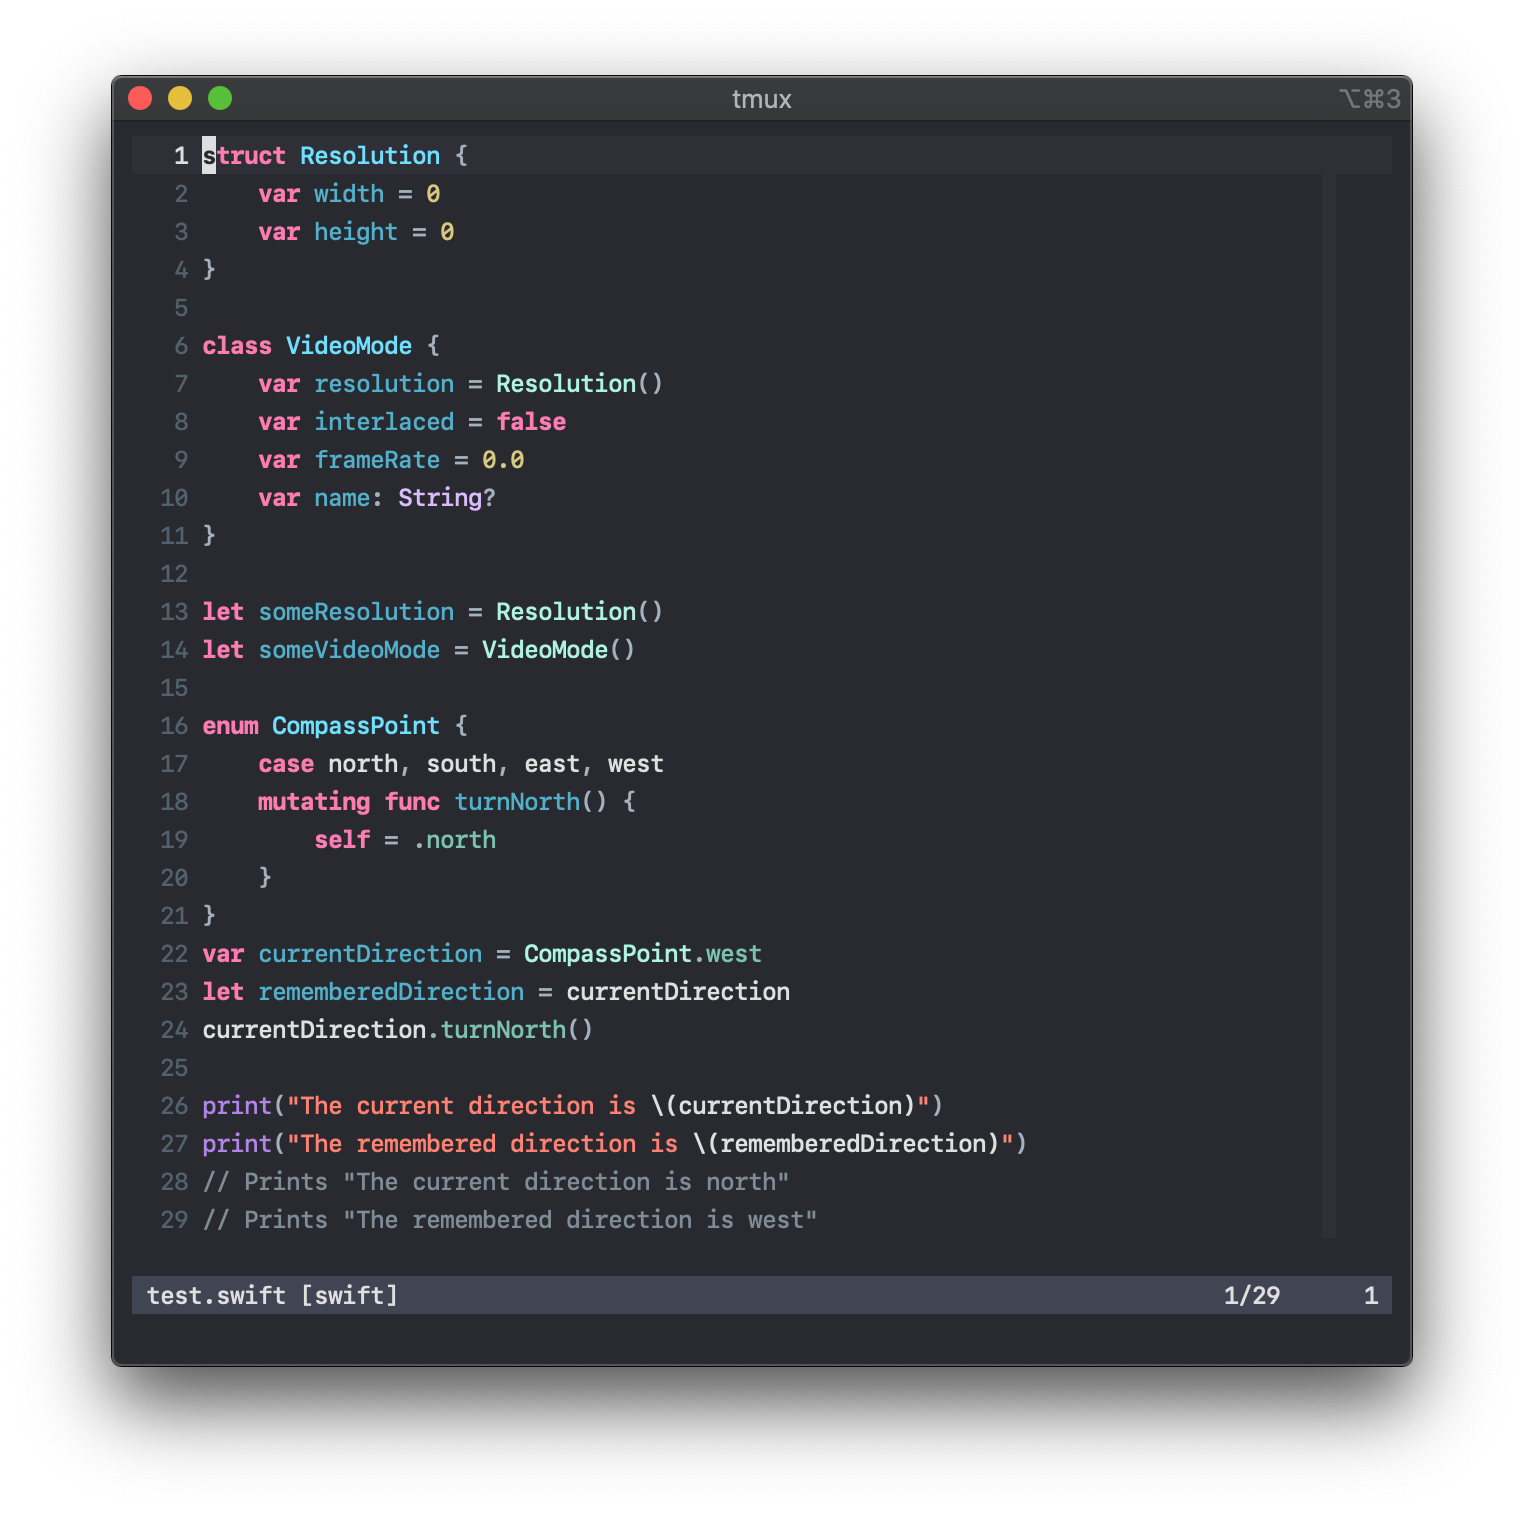 tmux ⌥⌘3
1 struct Resolution {
2     var width = 0
3     var height = 0
4 }
5
6 class VideoMode {
7     var resolution = Resolution()
8     var interlaced = false
9     var frameRate = 0.0
10     var name: String?
11 }
12
13 let someResolution = Resolution()
14 let someVideoMode = VideoMode()
15
16 enum CompassPoint {
17     case north, south, east, west
18     mutating func turnNorth() {
19         self = .north
20     }
21 }
22 var currentDirection = CompassPoint.west
23 let rememberedDirection = currentDirection
24 currentDirection.turnNorth()
25
26 print("The current direction is \(currentDirection)")
27 print("The remembered direction is \(rememberedDirection)")
28 // Prints "The current direction is north"
29 // Prints "The remembered direction is west"
test.swift [swift] 1/29 1